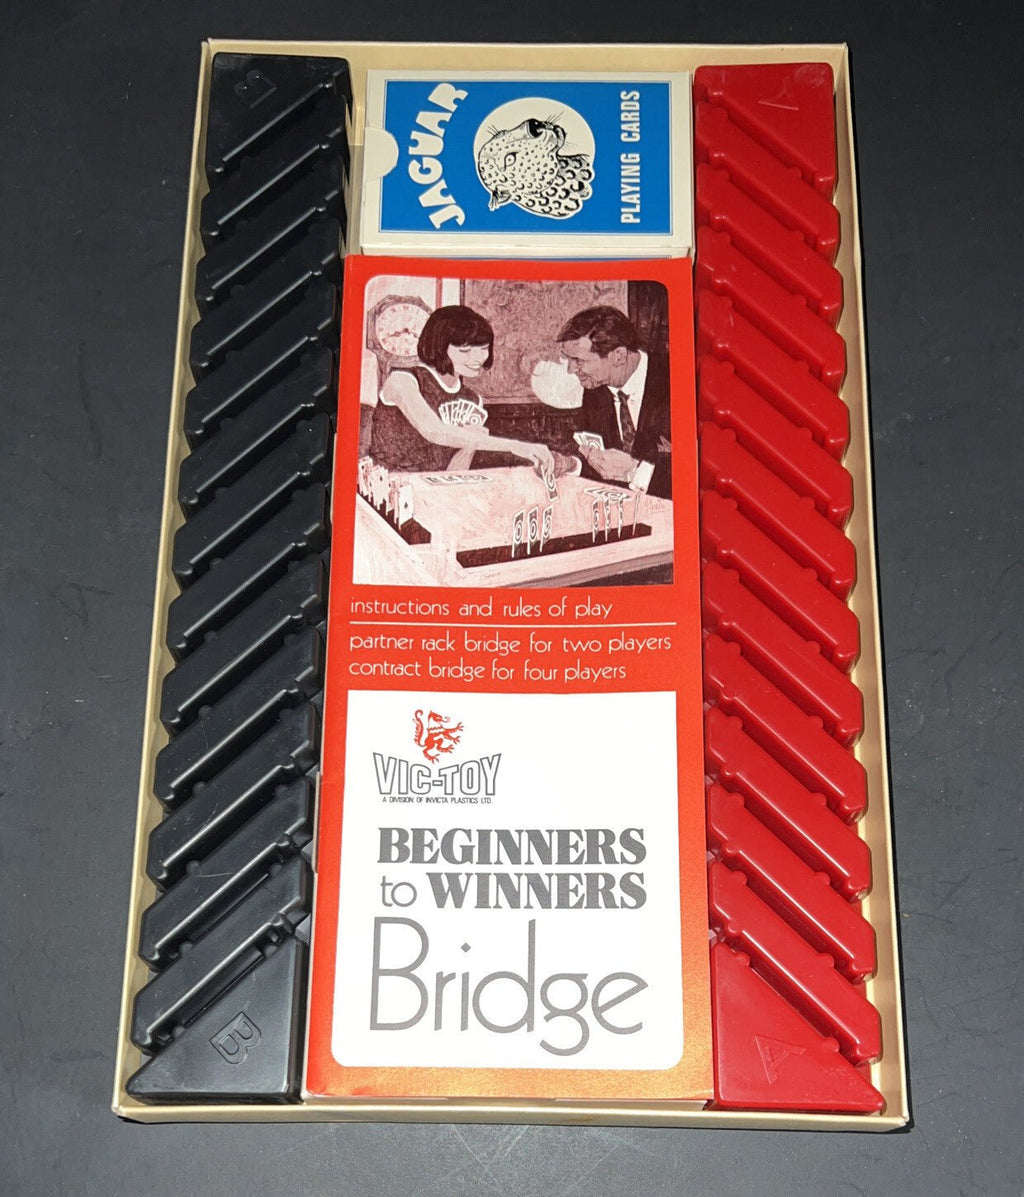 JAGUAR
PLAYING CARDS
instructions and rules of play
partner rack bridge for two players
contract bridge for four players
VIC-TOY
A DIVISION OF INVICTA PLASTICS LTD
BEGINNERS
to WINNERS
Bridge
B
A